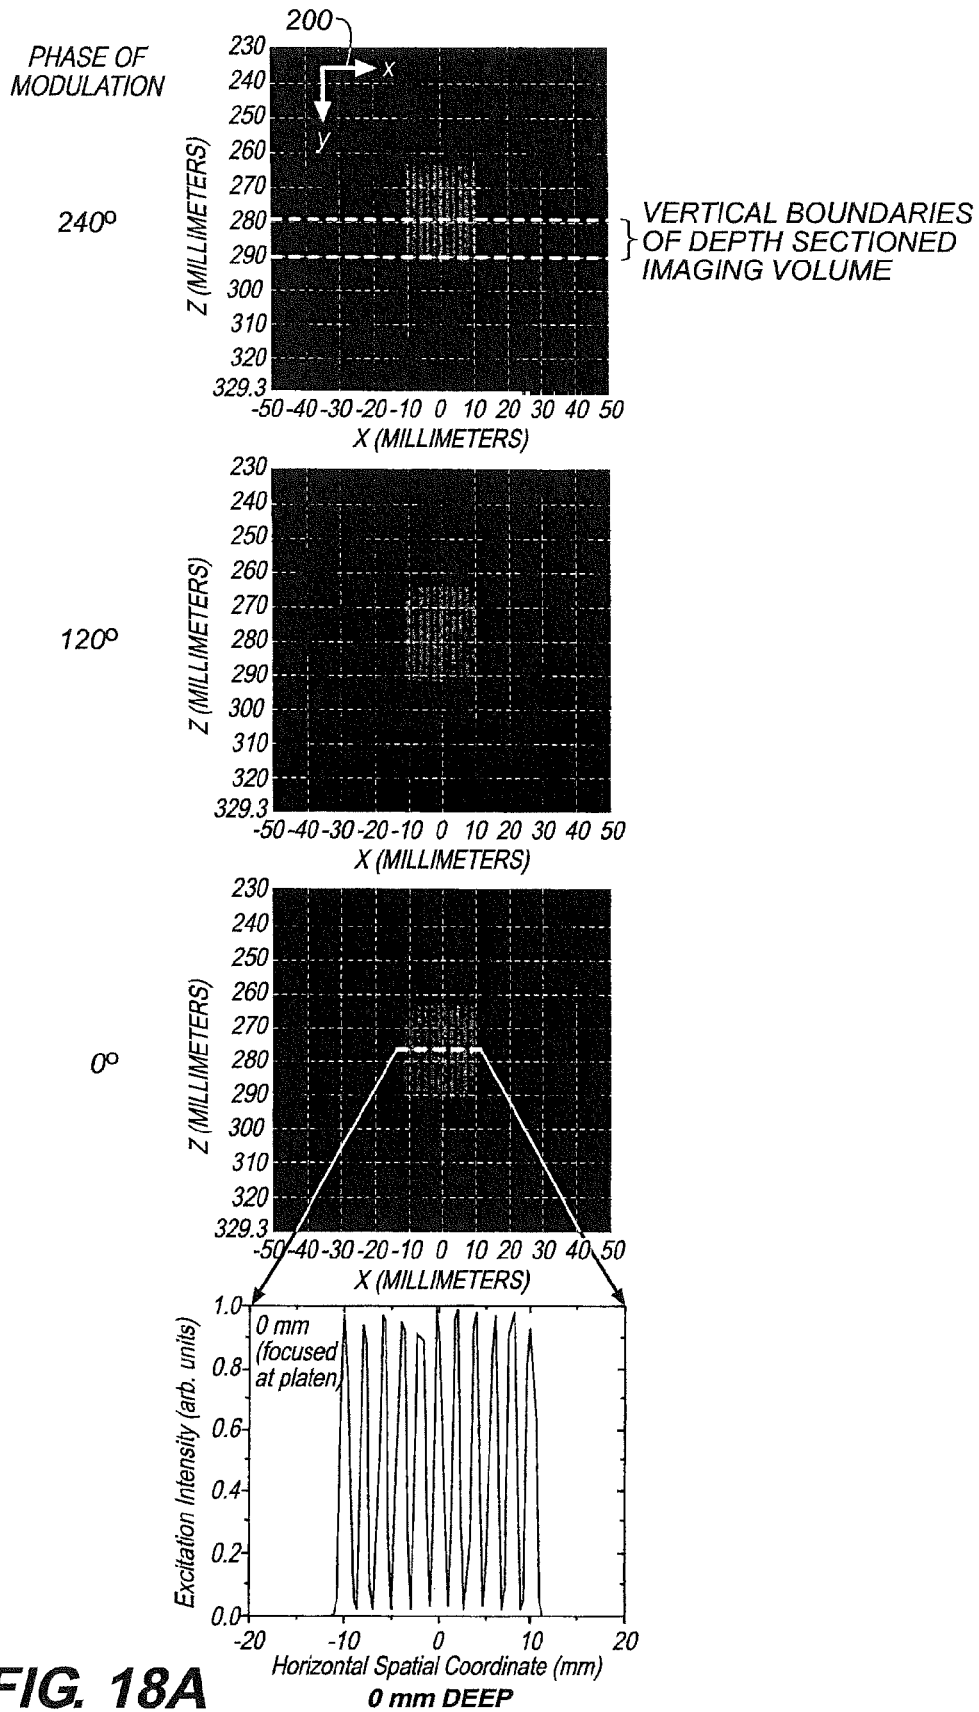 200
PHASE OF
MODULATION
230
240
250
260
270
280
290
300
310
320
329.3
Z (MILLIMETERS)
x
y
240º
VERTICAL BOUNDARIES
OF DEPTH SECTIONED
IMAGING VOLUME
-50 -40 -30 -20 -10 0 10 20 30 40 50
X (MILLIMETERS)
230
240
250
260
270
280
290
300
310
320
329.3
Z (MILLIMETERS)
120º
-50 -40 -30 -20 -10 0 10 20 30 40 50
X (MILLIMETERS)
230
240
250
260
270
280
290
300
310
320
329.3
Z (MILLIMETERS)
0º
-50 -40 -30 -20 -10 0 10 20 30 40 50
X (MILLIMETERS)
1.0
0.8
0.6
0.4
0.2
0.0
Excitation Intensity (arb. units)
0 mm
(focused
at platen)
-20 -10 0 10 20
Horizontal Spatial Coordinate (mm)
0 mm DEEP
FIG. 18A